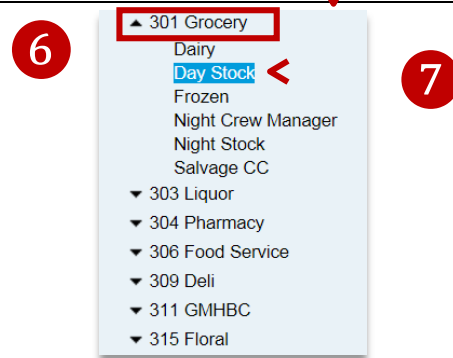 6
301 Grocery
Dairy
Day Stock <
7
Frozen
Night Crew Manager
Night Stock
Salvage CC
303 Liquor
304 Pharmacy
306 Food Service
309 Deli
311 GMHBC
315 Floral